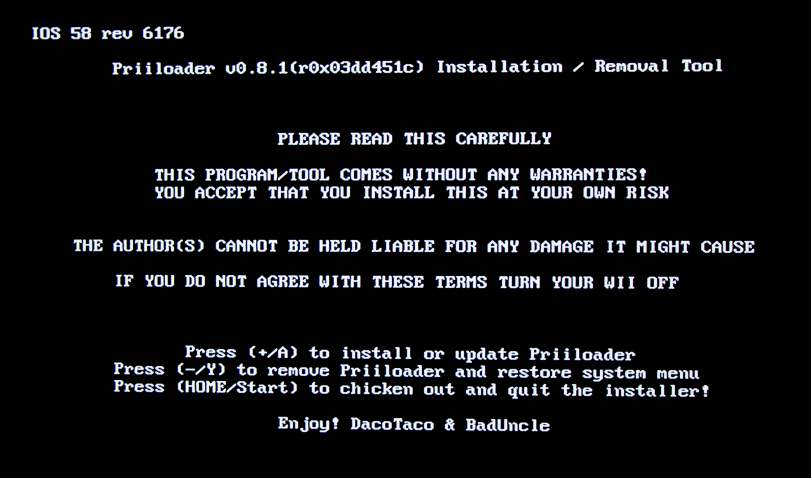 IOS 58 rev 6176
Priiloader v0.8.1(r0x03dd451c) Installation / Removal Tool
PLEASE READ THIS CAREFULLY
THIS PROGRAM/TOOL COMES WITHOUT ANY WARRANTIES!
YOU ACCEPT THAT YOU INSTALL THIS AT YOUR OWN RISK
THE AUTHOR(S) CANNOT BE HELD LIABLE FOR ANY DAMAGE IT MIGHT CAUSE
IF YOU DO NOT AGREE WITH THESE TERMS TURN YOUR WII OFF
Press (+/A) to install or update Priiloader
Press (-/Y) to remove Priiloader and restore system menu
Press (HOME/Start) to chicken out and quit the installer!
Enjoy! DacoTaco & BadUncle